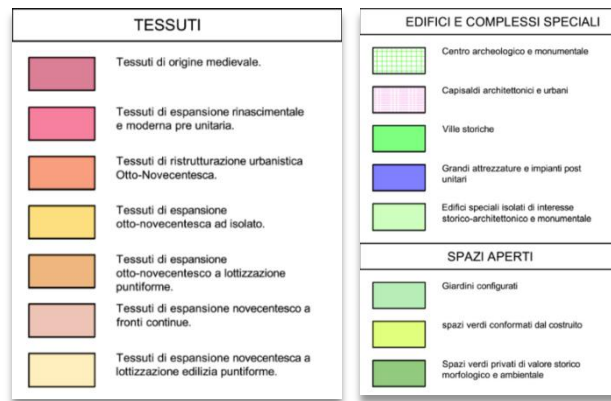 TESSUTI
Tessuti di origine medievale.
Tessuti di espansione rinascimentale
e moderna pre unitaria.
Tessuti di ristrutturazione urbanistica
Otto-Novecentesca.
Tessuti di espansione
otto-novecentesca ad isolato.
Tessuti di espansione
otto-novecentesco a lottizzazione
puntiforme.
Tessuti di espansione novecentesco a
fronti continue.
Tessuti di espansione novecentesca a
lottizzazione edilizia puntiforme.
EDIFICI E COMPLESSI SPECIALI
Centro archeologico e monumentale
Capisaldi architettonici e urbani
Ville storiche
Grandi attrezzature e impianti post
unitari
Edifici speciali isolati di interesse
storico-architettonico e monumentale
SPAZI APERTI
Giardini configurati
spazi verdi conformati dal costruito
Spazi verdi privati di valore storico
morfologico e ambientale